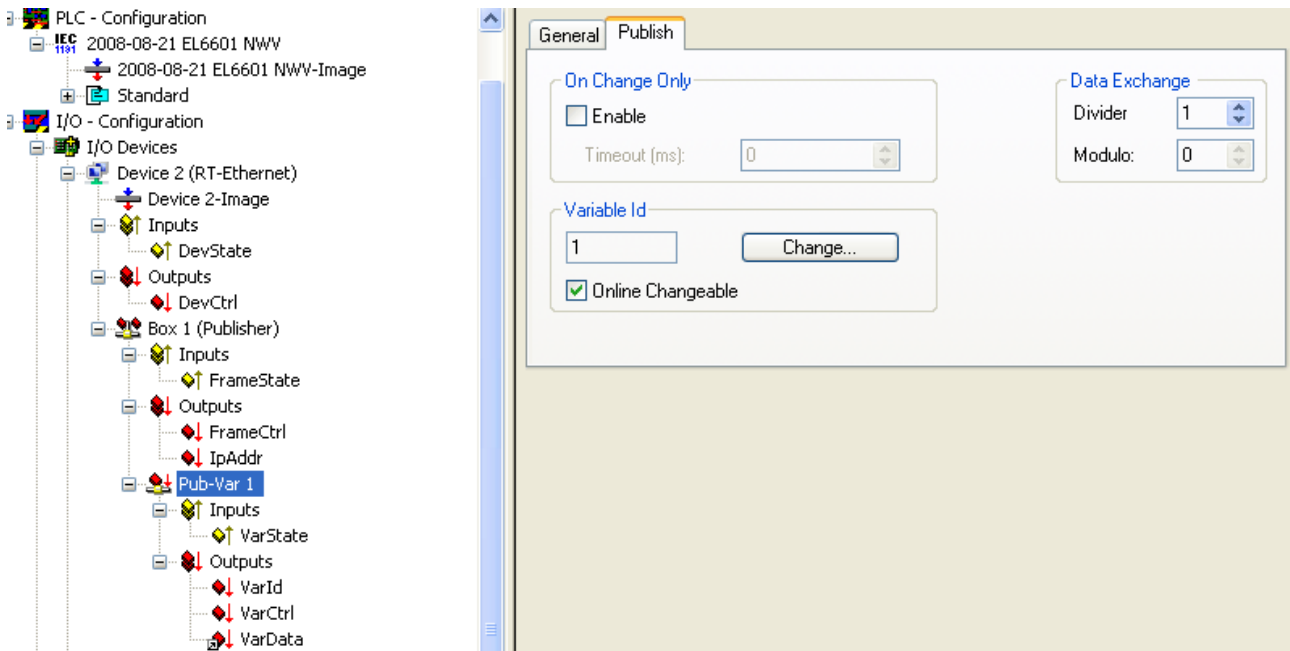 PLC - Configuration
IEC
1131
2008-08-21 EL6601 NWV
2008-08-21 EL6601 NWV-Image
Standard
I/O - Configuration
I/O Devices
Device 2 (RT-Ethernet)
Device 2-Image
Inputs
DevState
Outputs
DevCtrl
Box 1 (Publisher)
Inputs
FrameState
Outputs
FrameCtrl
IpAddr
Pub-Var 1
Inputs
VarState
Outputs
VarId
VarCtrl
VarData
General
Publish
On Change Only
Enable
Timeout (ms):
0
Variable Id
1
Change...
Online Changeable
Data Exchange
Divider
1
Modulo:
0